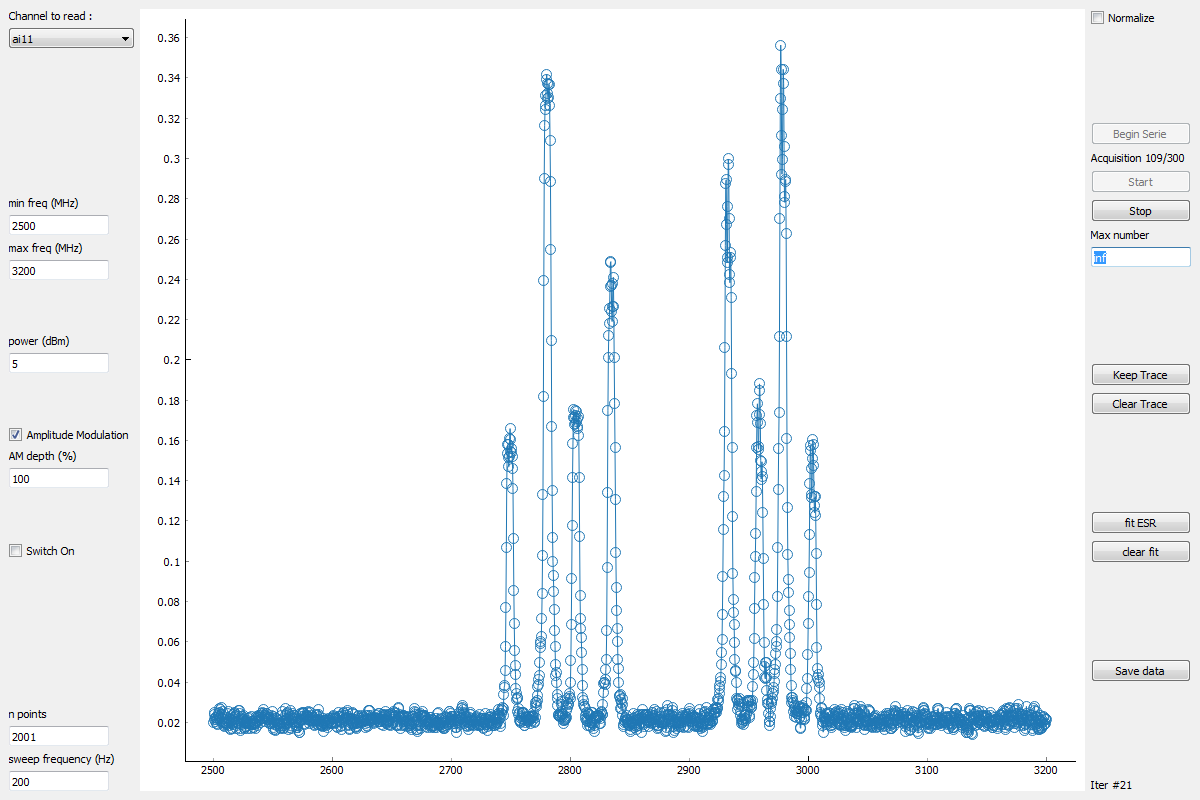 Channel to read :
ai11
min freq (MHz)
2500
max freq (MHz)
3200
power (dBm)
5
Amplitude Modulation
AM depth (%)
100
Switch On
n points
2001
sweep frequency (Hz)
200
0.36
0.34
0.32
0.3
0.28
0.26
0.24
0.22
0.2
0.18
0.16
0.14
0.12
0.1
0.08
0.06
0.04
0.02
2500 2600 2700 2800 2900 3000 3100 3200
Normalize
Begin Serie
Acquisition 109/300
Start
Stop
Max number
inf
Keep Trace
Clear Trace
fit ESR
clear fit
Save data
Iter #21